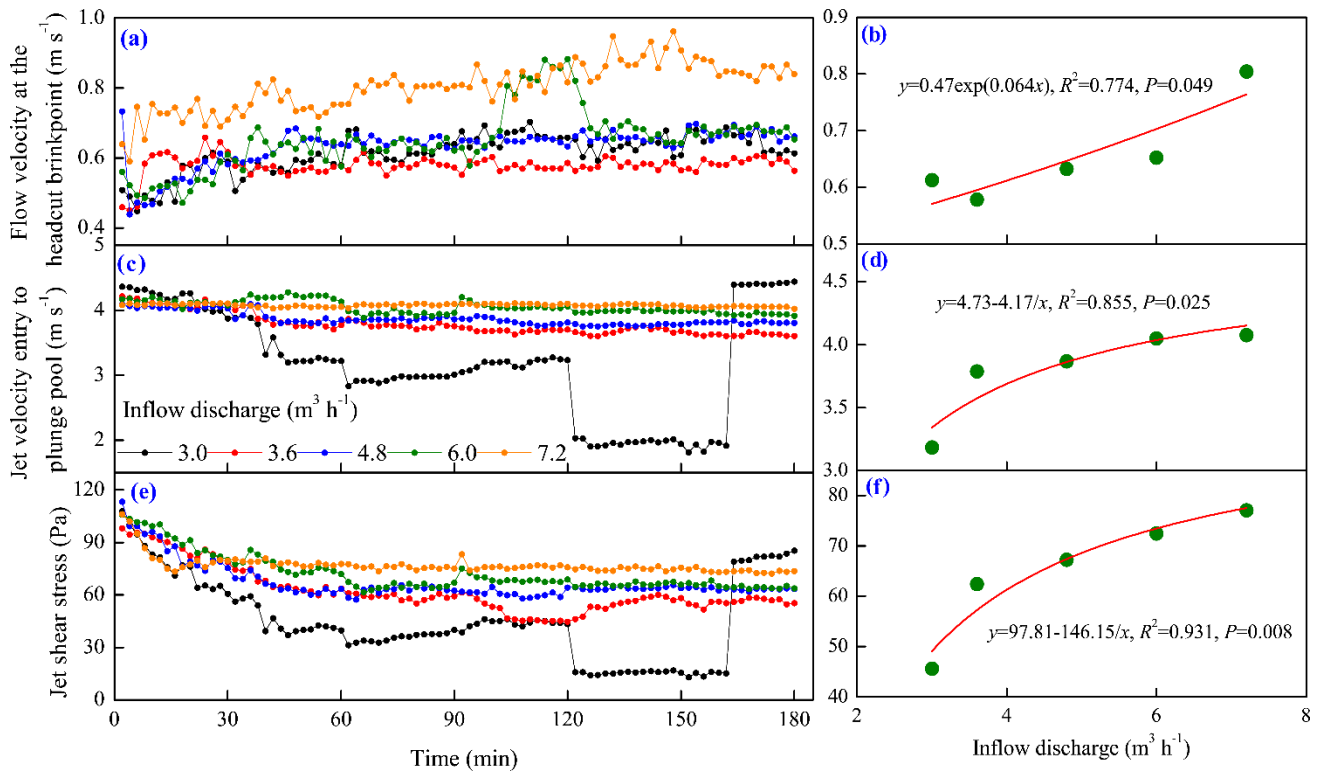 Flow velocity at the
headcut brinkpoint (m s⁻¹)
1.0
0.8
0.6
0.4
(a)
0.9
0.8
0.7
0.6
0.5
(b)
y=0.47exp(0.064x), R²=0.774, P=0.049
Jet velocity entry to
plunge pool (m s⁻¹)
5
4
3
2
(c)
Inflow discharge (m³ h⁻¹)
3.0 3.6 4.8 6.0 7.2
4.5
4.0
3.5
3.0
(d)
y=4.73-4.17/x, R²=0.855, P=0.025
Jet shear stress (Pa)
120
90
60
30
0
(e)
0 30 60 90 120 150 180
Time (min)
80
70
60
50
40
(f)
y=97.81-146.15/x, R²=0.931, P=0.008
2 4 6 8
Inflow discharge (m³ h⁻¹)